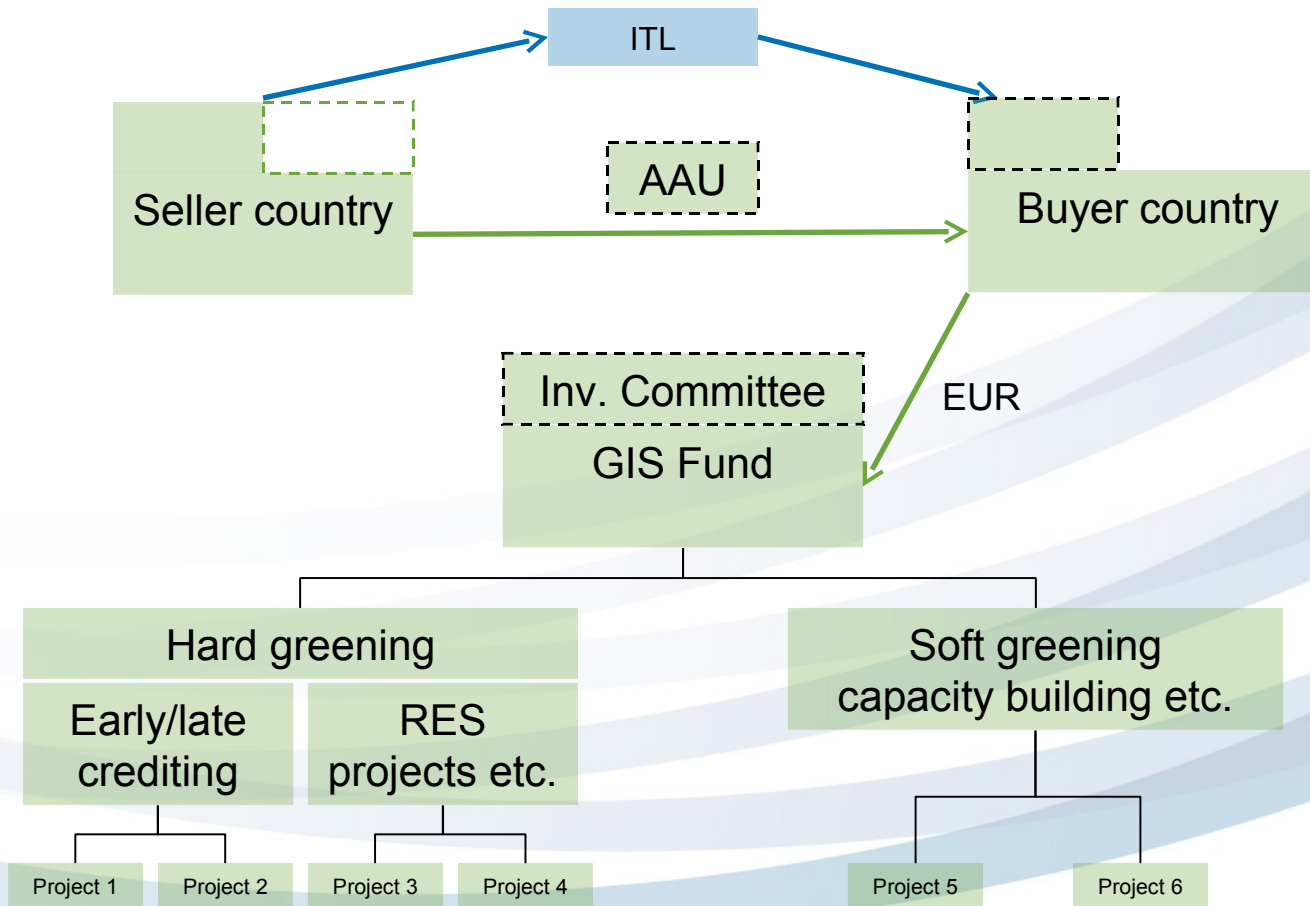 ITL
Seller country
AAU
Buyer country
Inv. Committee
EUR
GIS Fund
Hard greening
Soft greening
capacity building etc.
Early/late
crediting
RES
projects etc.
Project 1
Project 2
Project 3
Project 4
Project 5
Project 6